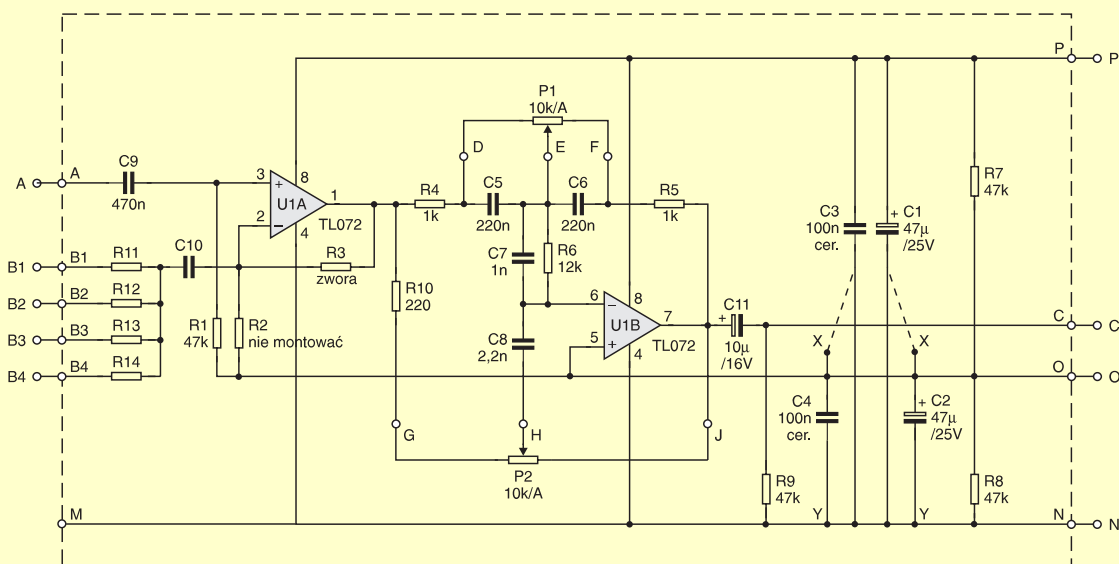 P P
P1
10k/A
D E F
A A
C9
470n
3
+
8
U1A
1
2
−
4
TL072
R4
1k
C5
220n
C6
220n
R5
1k
R7
47k
C3
100n
cer.
+ C1
47µ
/25V
B1 B1
R11
C10
R3
zwora
C7
1n
R6
12k
R10
220
B2 B2
R12
B3 B3
R13
B4 B4
R14
R1
47k
R2
nie montować
6
−
8
U1B
7
5
+
4
TL072
C8
2,2n
+ C11
10µ
/16V
C C
X X
O O
C4
100n
cer.
+ C2
47µ
/25V
G H J
P2
10k/A
R9
47k
R8
47k
M
Y Y
N N